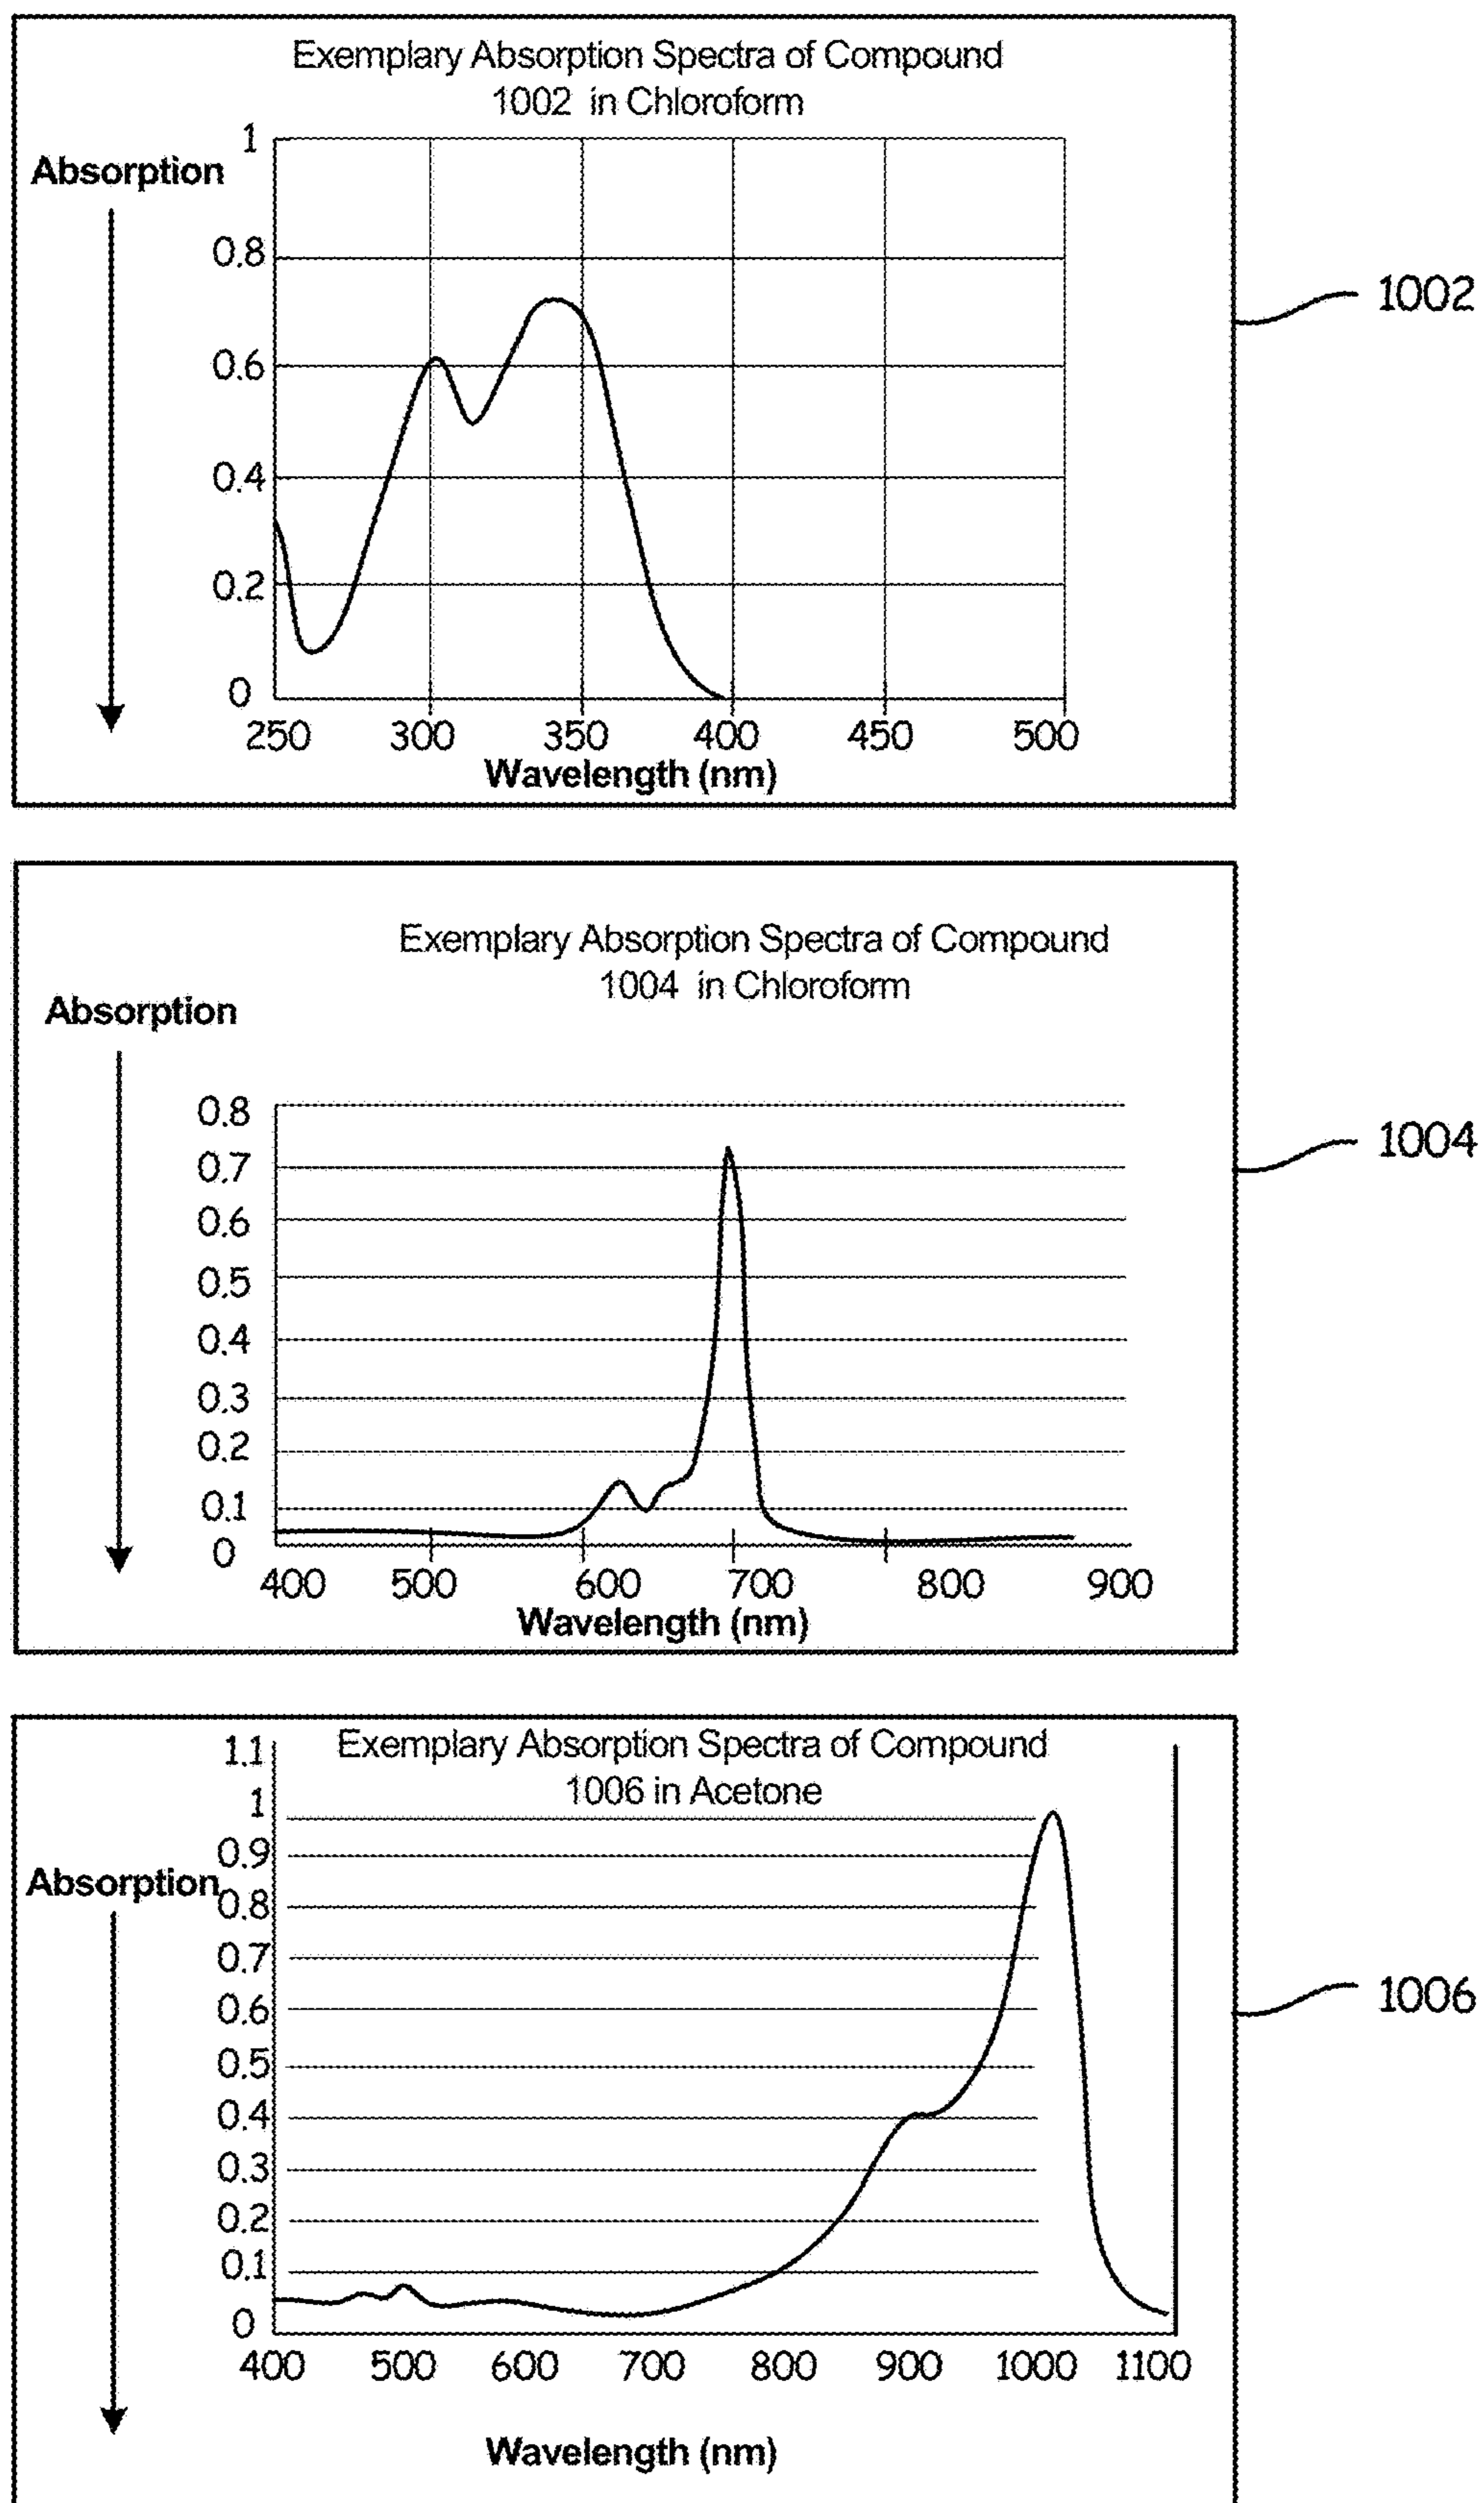 Exemplary Absorption Spectra of Compound
1002 in Chloroform
Absorption
1
0.8
0.6
0.4
0.2
0
250 300 350 400 450 500
Wavelength (nm)
1002
Exemplary Absorption Spectra of Compound
1004 in Chloroform
Absorption
0.8
0.7
0.6
0.5
0.4
0.3
0.2
0.1
0
400 500 600 700 800 900
Wavelength (nm)
1004
Exemplary Absorption Spectra of Compound
1006 in Acetone
Absorption
1.1
1
0.9
0.8
0.7
0.6
0.5
0.4
0.3
0.2
0.1
0
400 500 600 700 800 900 1000 1100
Wavelength (nm)
1006